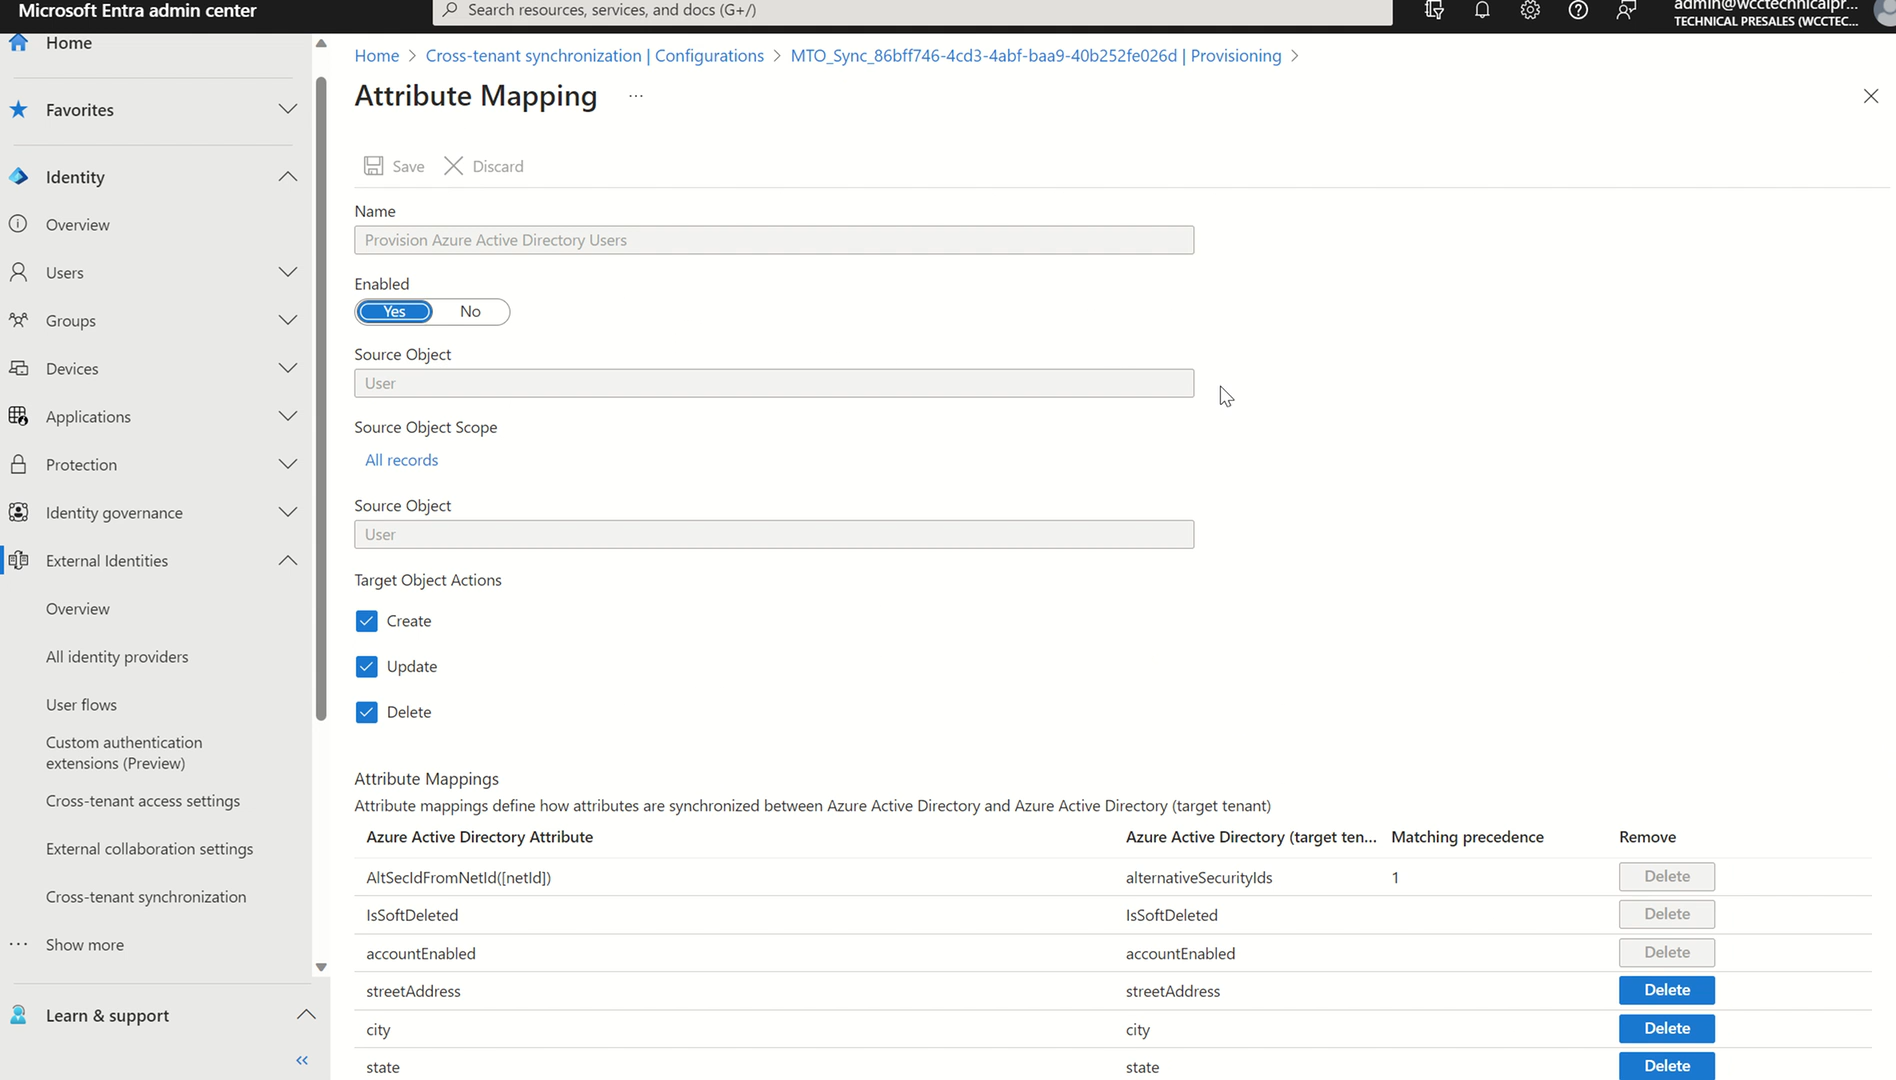 Microsoft Entra admin center
Search resources, services, and docs (G+/)
admin@wcctechnicalpr...
TECHNICAL PRESALES (WCCTEC...
Home
Favorites
Identity
Overview
Users
Groups
Devices
Applications
Protection
Identity governance
External Identities
Overview
All identity providers
User flows
Custom authentication
extensions (Preview)
Cross-tenant access settings
External collaboration settings
Cross-tenant synchronization
Show more
Learn & support
Home > Cross-tenant synchronization | Configurations > MTO_Sync_86bff746-4cd3-4abf-baa9-40b252fe026d | Provisioning >
Attribute Mapping ...
Save Discard
Name
Provision Azure Active Directory Users
Enabled
Yes No
Source Object
User
Source Object Scope
All records
Source Object
User
Target Object Actions
Create
Update
Delete
Attribute Mappings
Attribute mappings define how attributes are synchronized between Azure Active Directory and Azure Active Directory (target tenant)
Azure Active Directory Attribute Azure Active Directory (target ten... Matching precedence Remove
AltSecIdFromNetId([netId]) alternativeSecurityIds 1 Delete
IsSoftDeleted IsSoftDeleted Delete
accountEnabled accountEnabled Delete
streetAddress streetAddress Delete
city city Delete
state state Delete